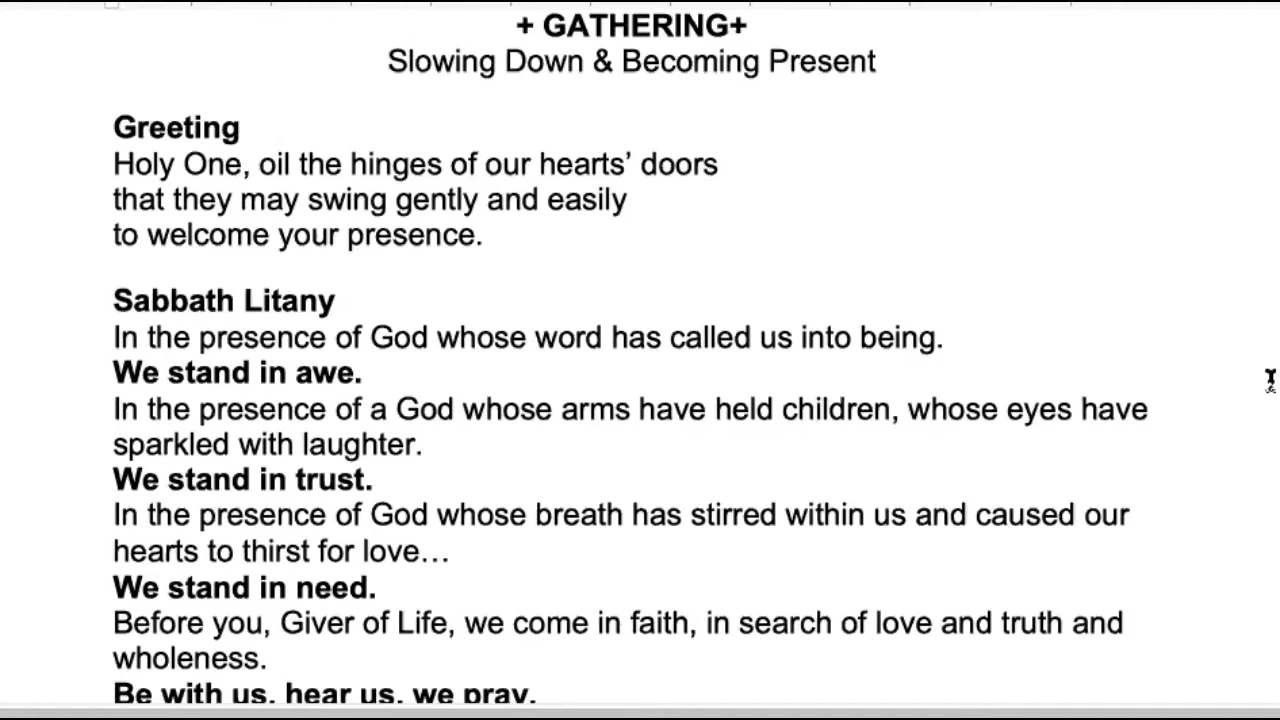 + GATHERING+
Slowing Down & Becoming Present
Greeting
Holy One, oil the hinges of our hearts’ doors
that they may swing gently and easily
to welcome your presence.
Sabbath Litany
In the presence of God whose word has called us into being.
We stand in awe.
In the presence of a God whose arms have held children, whose eyes have
sparkled with laughter.
We stand in trust.
In the presence of God whose breath has stirred within us and caused our
hearts to thirst for love…
We stand in need.
Before you, Giver of Life, we come in faith, in search of love and truth and
wholeness.
Be with us, hear us, we pray.